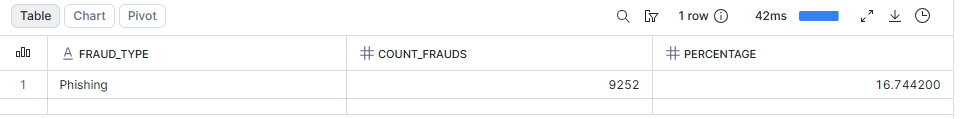 Table Chart Pivot 1 row 42ms
FRAUD_TYPE COUNT_FRAUDS PERCENTAGE
1 Phishing 9252 16.744200